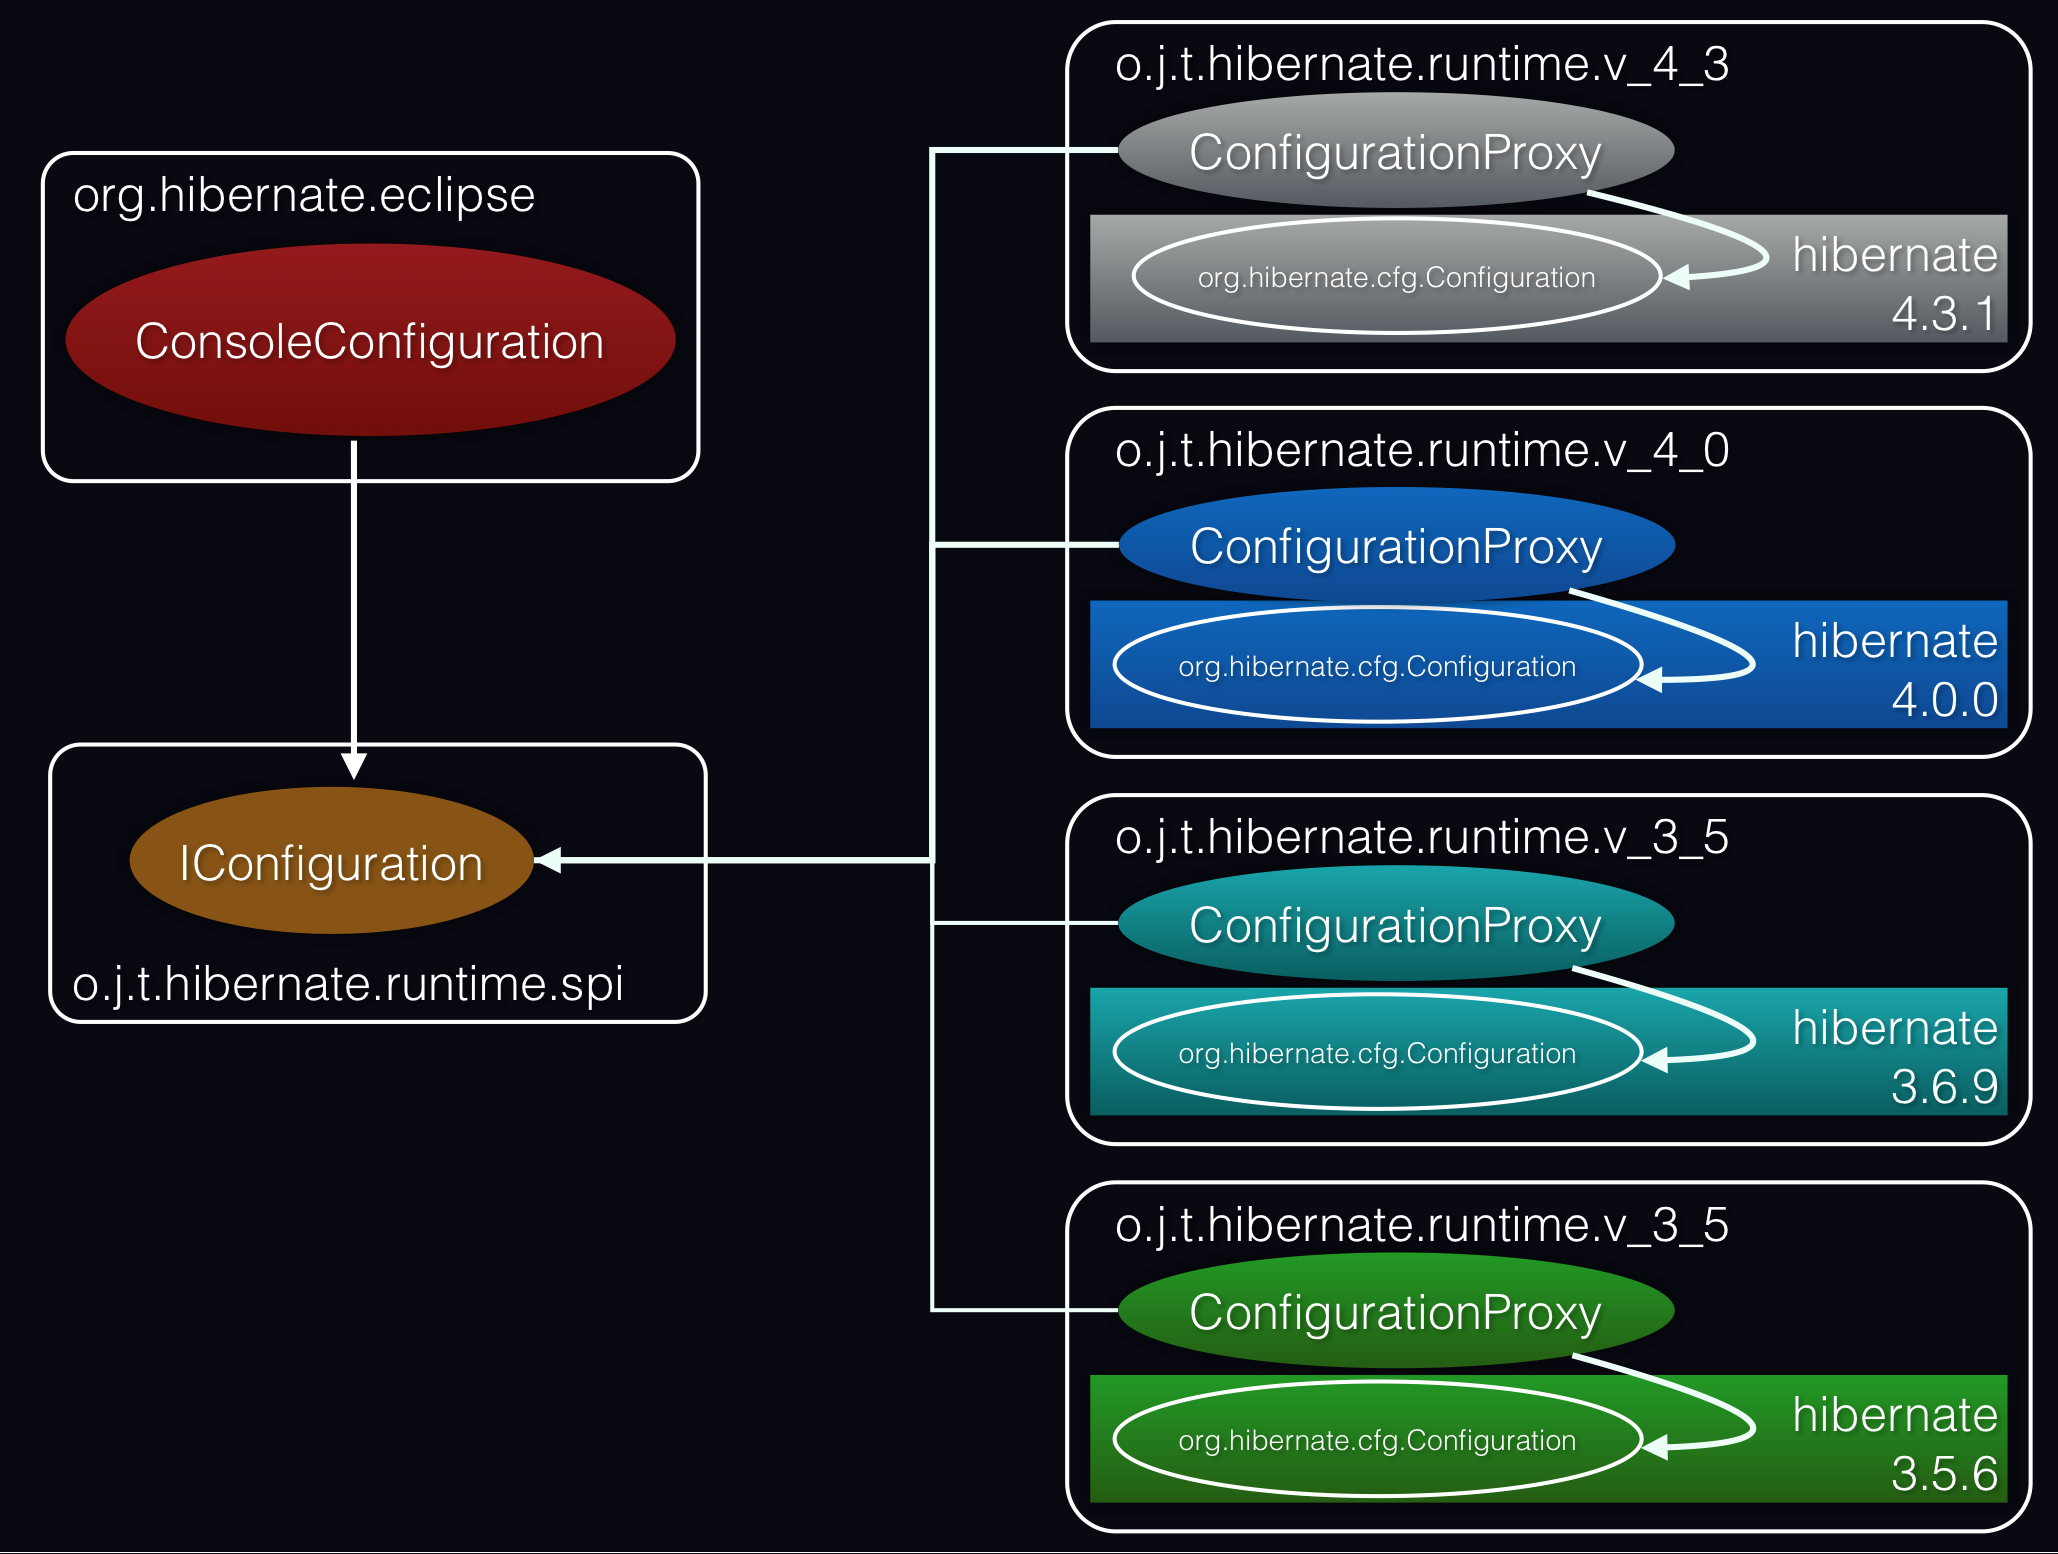 org.hibernate.eclipse
ConsoleConfiguration
IConfiguration
o.j.t.hibernate.runtime.spi
o.j.t.hibernate.runtime.v_4_3
ConfigurationProxy
org.hibernate.cfg.Configuration
hibernate
4.3.1
o.j.t.hibernate.runtime.v_4_0
ConfigurationProxy
org.hibernate.cfg.Configuration
hibernate
4.0.0
o.j.t.hibernate.runtime.v_3_5
ConfigurationProxy
org.hibernate.cfg.Configuration
hibernate
3.6.9
o.j.t.hibernate.runtime.v_3_5
ConfigurationProxy
org.hibernate.cfg.Configuration
hibernate
3.5.6